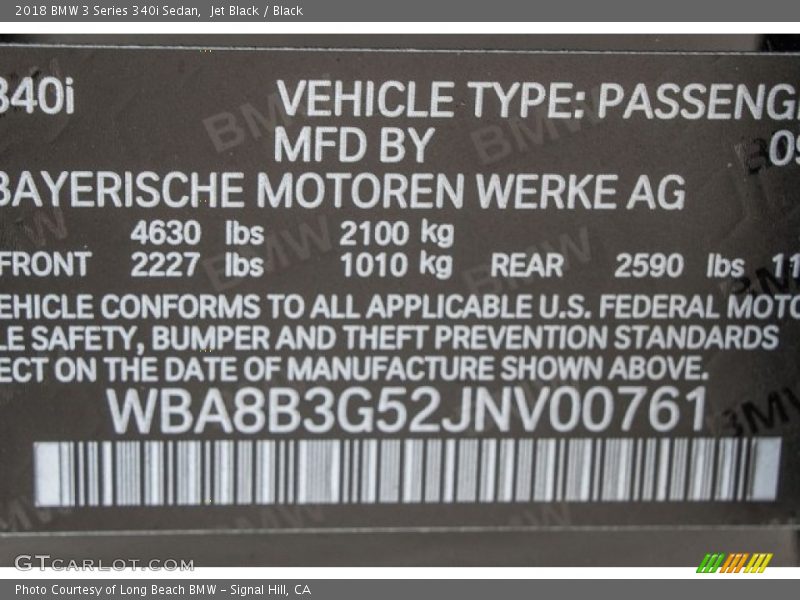 2018 BMW 3 Series 340i Sedan,  Jet Black / Black
340i VEHICLE TYPE: PASSENG
MFD BY 09
BAYERISCHE MOTOREN WERKE AG
4630 lbs 2100 kg
FRONT 2227 lbs 1010 kg REAR 2590 lbs 11
EHICLE CONFORMS TO ALL APPLICABLE U.S. FEDERAL MOTO
LE SAFETY, BUMPER AND THEFT PREVENTION STANDARDS
ECT ON THE DATE OF MANUFACTURE SHOWN ABOVE.
WBA8B3G52JNV00761
GTCARLOT.COM
Photo Courtesy of Long Beach BMW – Signal Hill, CA